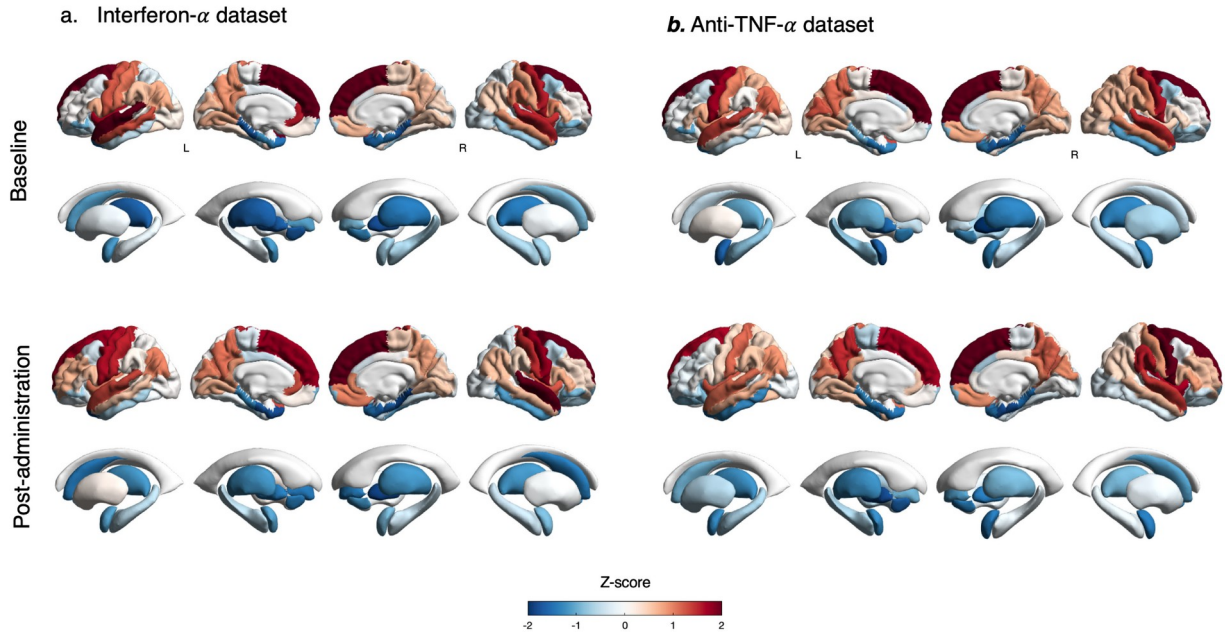 a. Interferon-α dataset
b. Anti-TNF-α dataset
Baseline
L
R
L
R
Post-administration
Z-score
-2 -1 0 1 2